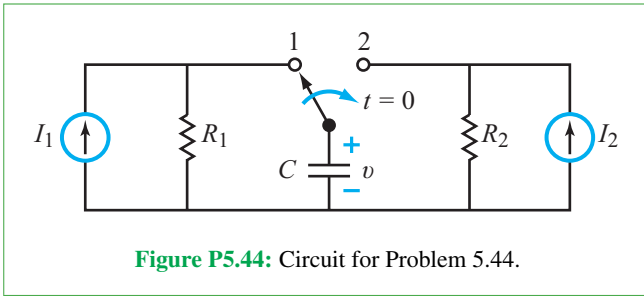 1 2
t = 0
I1 R1 R2 I2
+
C υ
−
Figure P5.44: Circuit for Problem 5.44.